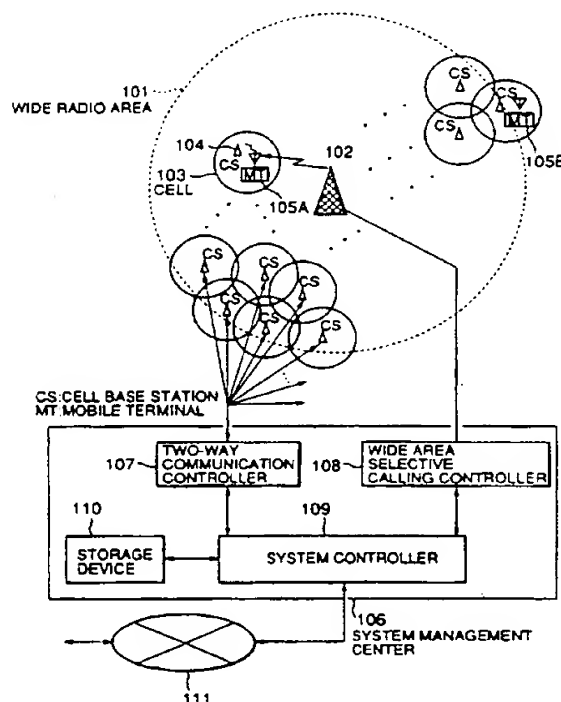 101
WIDE RADIO AREA
CS
CS
CS
MT
105B
104
CS
103
CELL
MT
105A
102
CS
CS
CS
CS
CS
CS
CS:CELL BASE STATION
MT:MOBILE TERMINAL
107
TWO-WAY
COMMUNICATION
CONTROLLER
108
WIDE AREA
SELECTIVE
CALLING CONTROLLER
110
STORAGE
DEVICE
109
SYSTEM CONTROLLER
106
SYSTEM MANAGEMENT
CENTER
111